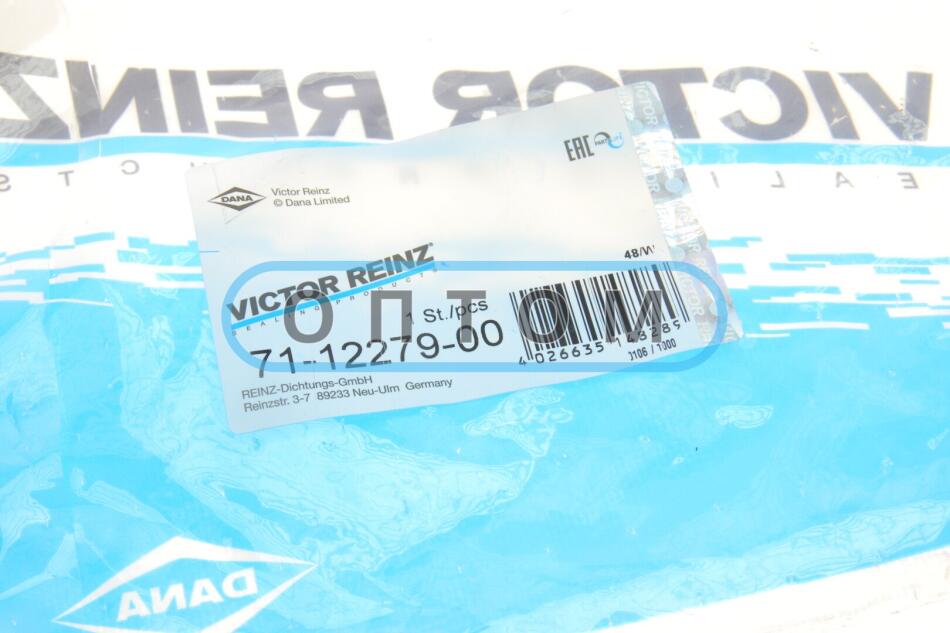 VICTOR REINZ
DANA
Victor Reinz
© Dana Limited
EAC
48/W
VICTOR REINZ
SEALING PRODUCTS
1 St./pcs
71-12279-00
4 026635 143289
REINZ-Dichtungs-GmbH
Reinzstr. 3-7 89233 Neu-Ulm Germany
ОПТОМ
DANA